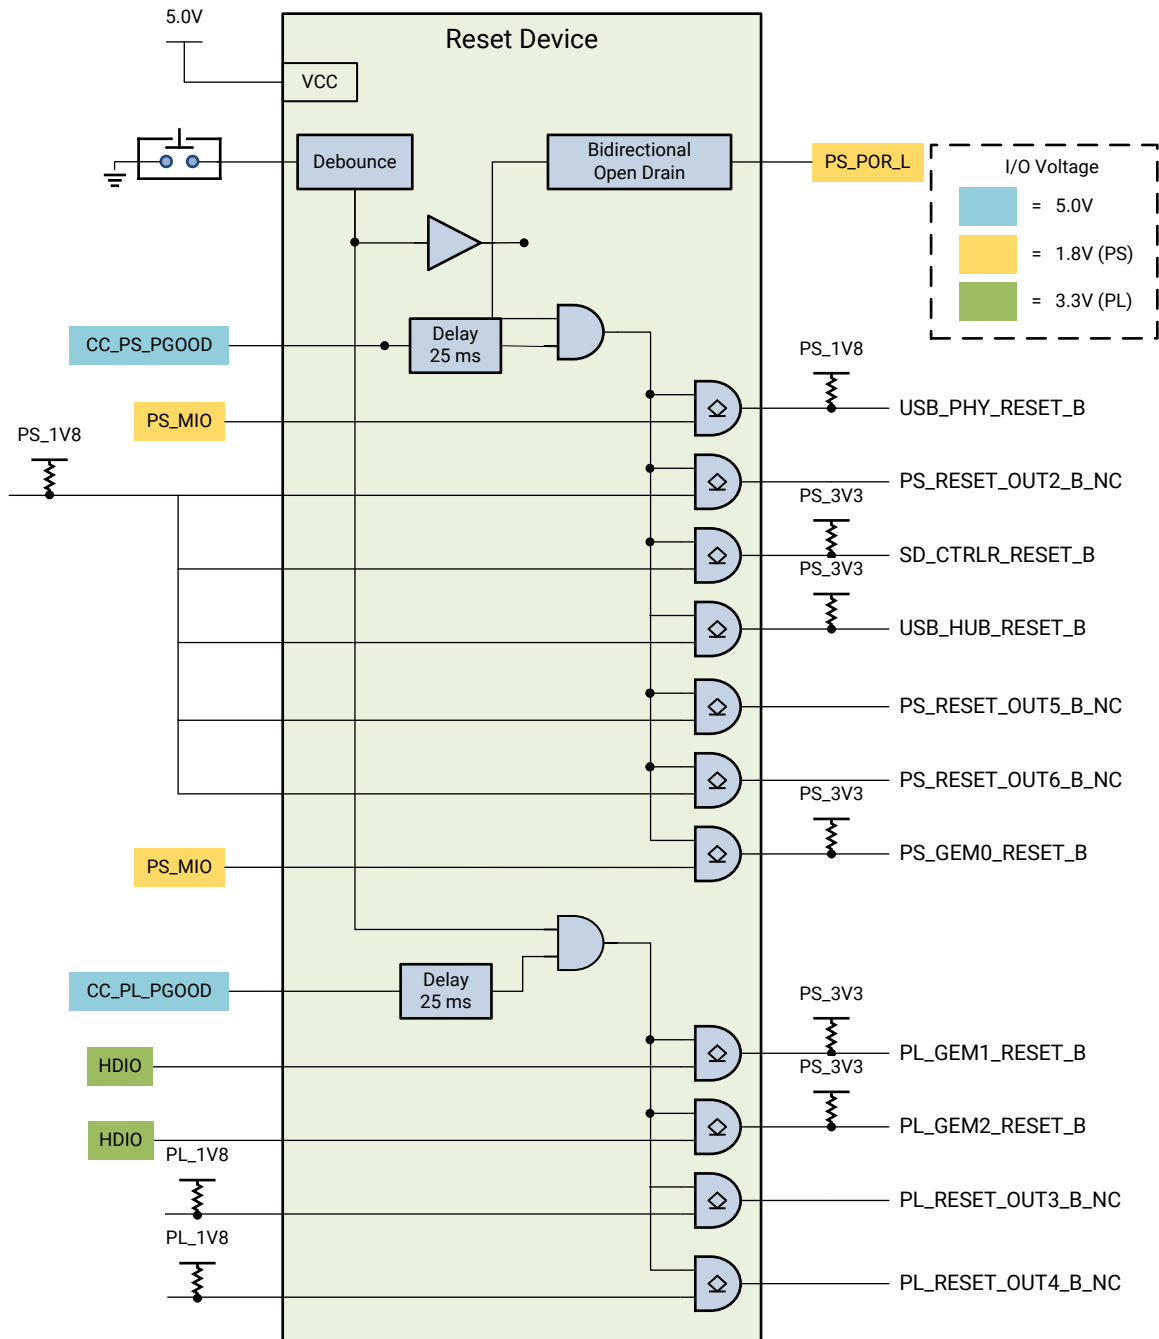 5.0V
Reset Device
VCC
Debounce
Bidirectional
Open Drain
PS_POR_L
I/O Voltage
= 5.0V
= 1.8V (PS)
= 3.3V (PL)
CC_PS_PGOOD
Delay
25 ms
PS_1V8
PS_MIO
USB_PHY_RESET_B
PS_1V8
PS_RESET_OUT2_B_NC
PS_3V3
SD_CTRLR_RESET_B
PS_3V3
USB_HUB_RESET_B
PS_RESET_OUT5_B_NC
PS_RESET_OUT6_B_NC
PS_3V3
PS_MIO
PS_GEM0_RESET_B
CC_PL_PGOOD
Delay
25 ms
PS_3V3
HDIO
PL_GEM1_RESET_B
PS_3V3
HDIO
PL_GEM2_RESET_B
PL_1V8
PL_RESET_OUT3_B_NC
PL_1V8
PL_RESET_OUT4_B_NC